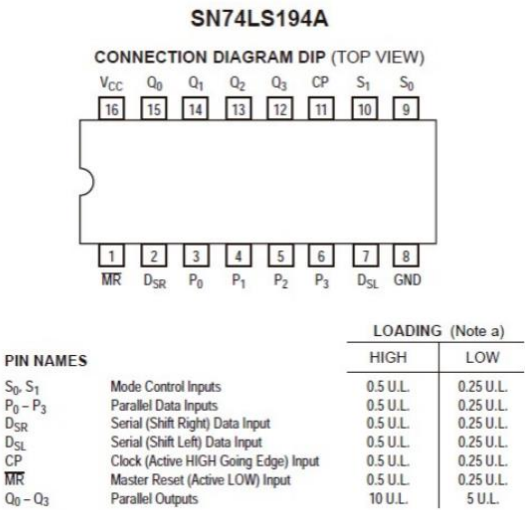 SN74LS194A
CONNECTION DIAGRAM DIP (TOP VIEW)
VCC Q0 Q1 Q2 Q3 CP S1 S0
16 15 14 13 12 11 10 9
1 2 3 4 5 6 7 8
MR DSR P0 P1 P2 P3 DSL GND
LOADING (Note a)
PIN NAMES HIGH LOW
S0, S1 Mode Control Inputs 0.5 U.L. 0.25 U.L.
P0 – P3 Parallel Data Inputs 0.5 U.L. 0.25 U.L.
DSR Serial (Shift Right) Data Input 0.5 U.L. 0.25 U.L.
DSL Serial (Shift Left) Data Input 0.5 U.L. 0.25 U.L.
CP Clock (Active HIGH Going Edge) Input 0.5 U.L. 0.25 U.L.
MR Master Reset (Active LOW) Input 0.5 U.L. 0.25 U.L.
Q0 – Q3 Parallel Outputs 10 U.L. 5 U.L.